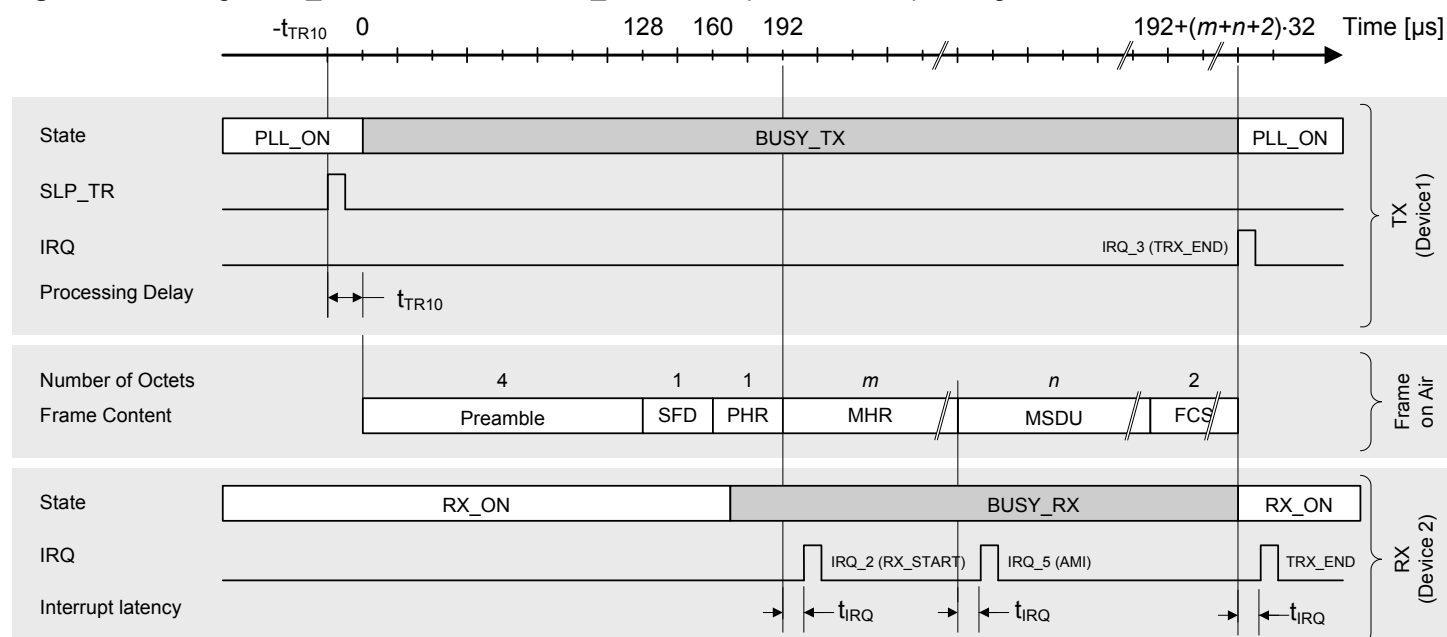 -tTR10 0 128 160 192 192+(m+n+2)·32 Time [µs]
State PLL_ON BUSY_TX PLL_ON
SLP_TR
IRQ IRQ_3 (TRX_END)
Processing Delay tTR10
TX
(Device1)
Number of Octets 4 1 1 m n 2
Frame Content Preamble SFD PHR MHR MSDU FCS
Frame
on Air
State RX_ON BUSY_RX RX_ON
IRQ IRQ_2 (RX_START) IRQ_5 (AMI) TRX_END
Interrupt latency tIRQ tIRQ tIRQ
RX
(Device 2)